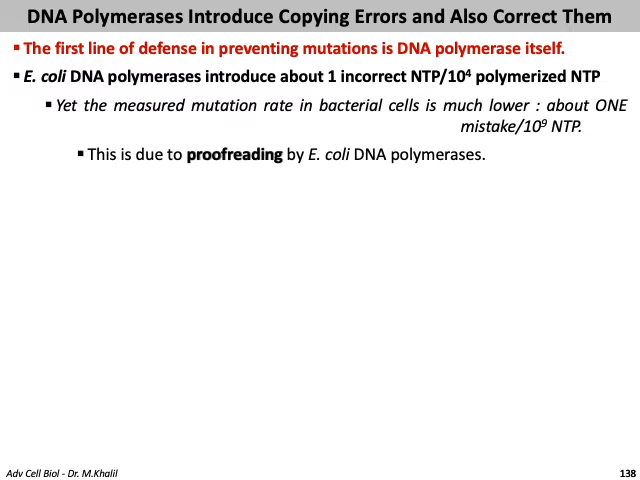 DNA Polymerases Introduce Copying Errors and Also Correct Them
▪ The first line of defense in preventing mutations is DNA polymerase itself.
▪ E. coli DNA polymerases introduce about 1 incorrect NTP/10⁴ polymerized NTP
▪ Yet the measured mutation rate in bacterial cells is much lower : about ONE
mistake/10⁹ NTP.
▪ This is due to proofreading by E. coli DNA polymerases.
Adv Cell Biol - Dr. M.Khalil
138